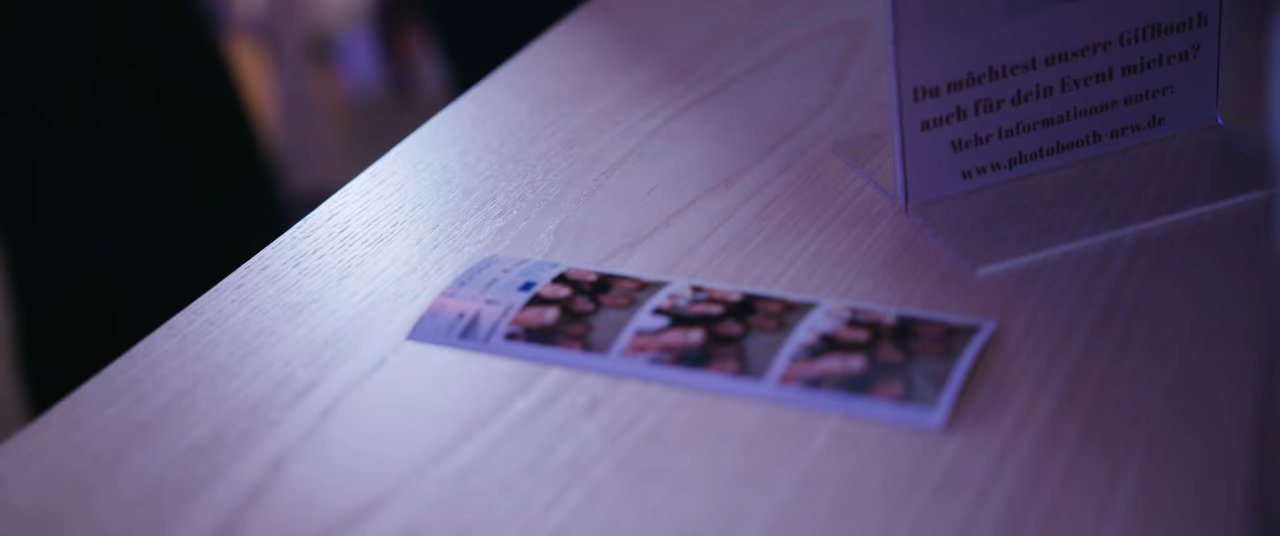 Du möchtest unsere GifBooth
auch für dein Event mieten?
Mehr Informationne unter:
www.photobooth-nrw.de